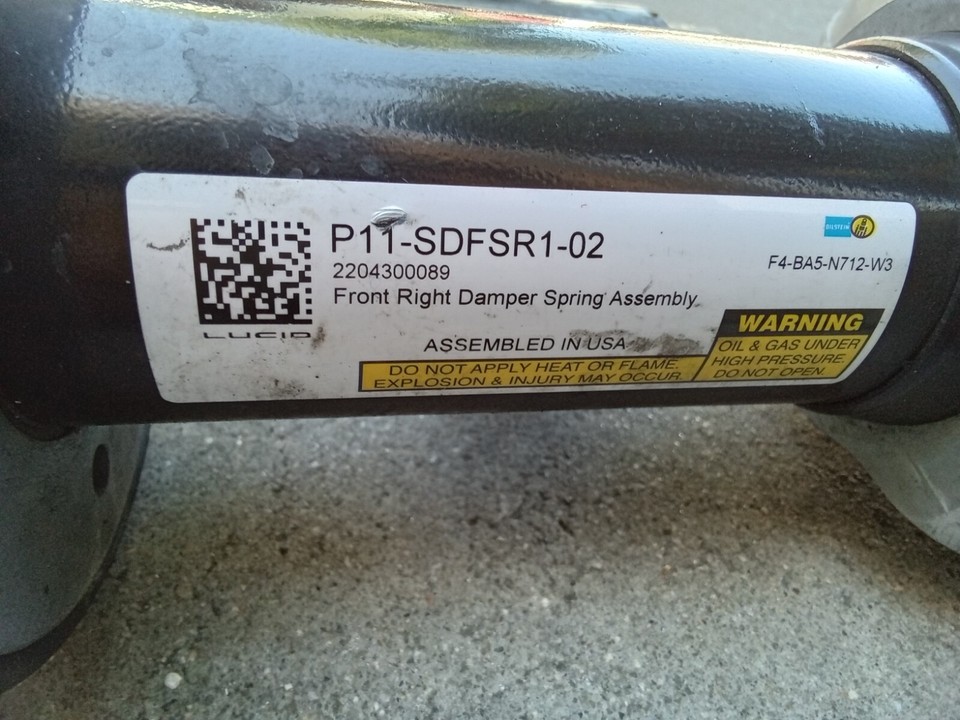 P11-SDFSR1-02
2204300089
Front Right Damper Spring Assembly
LUCID
ASSEMBLED IN USA
DO NOT APPLY HEAT OR FLAME.
EXPLOSION & INJURY MAY OCCUR.
BILSTEIN
F4-BA5-N712-W3
WARNING
OIL & GAS UNDER
HIGH PRESSURE.
DO NOT OPEN.